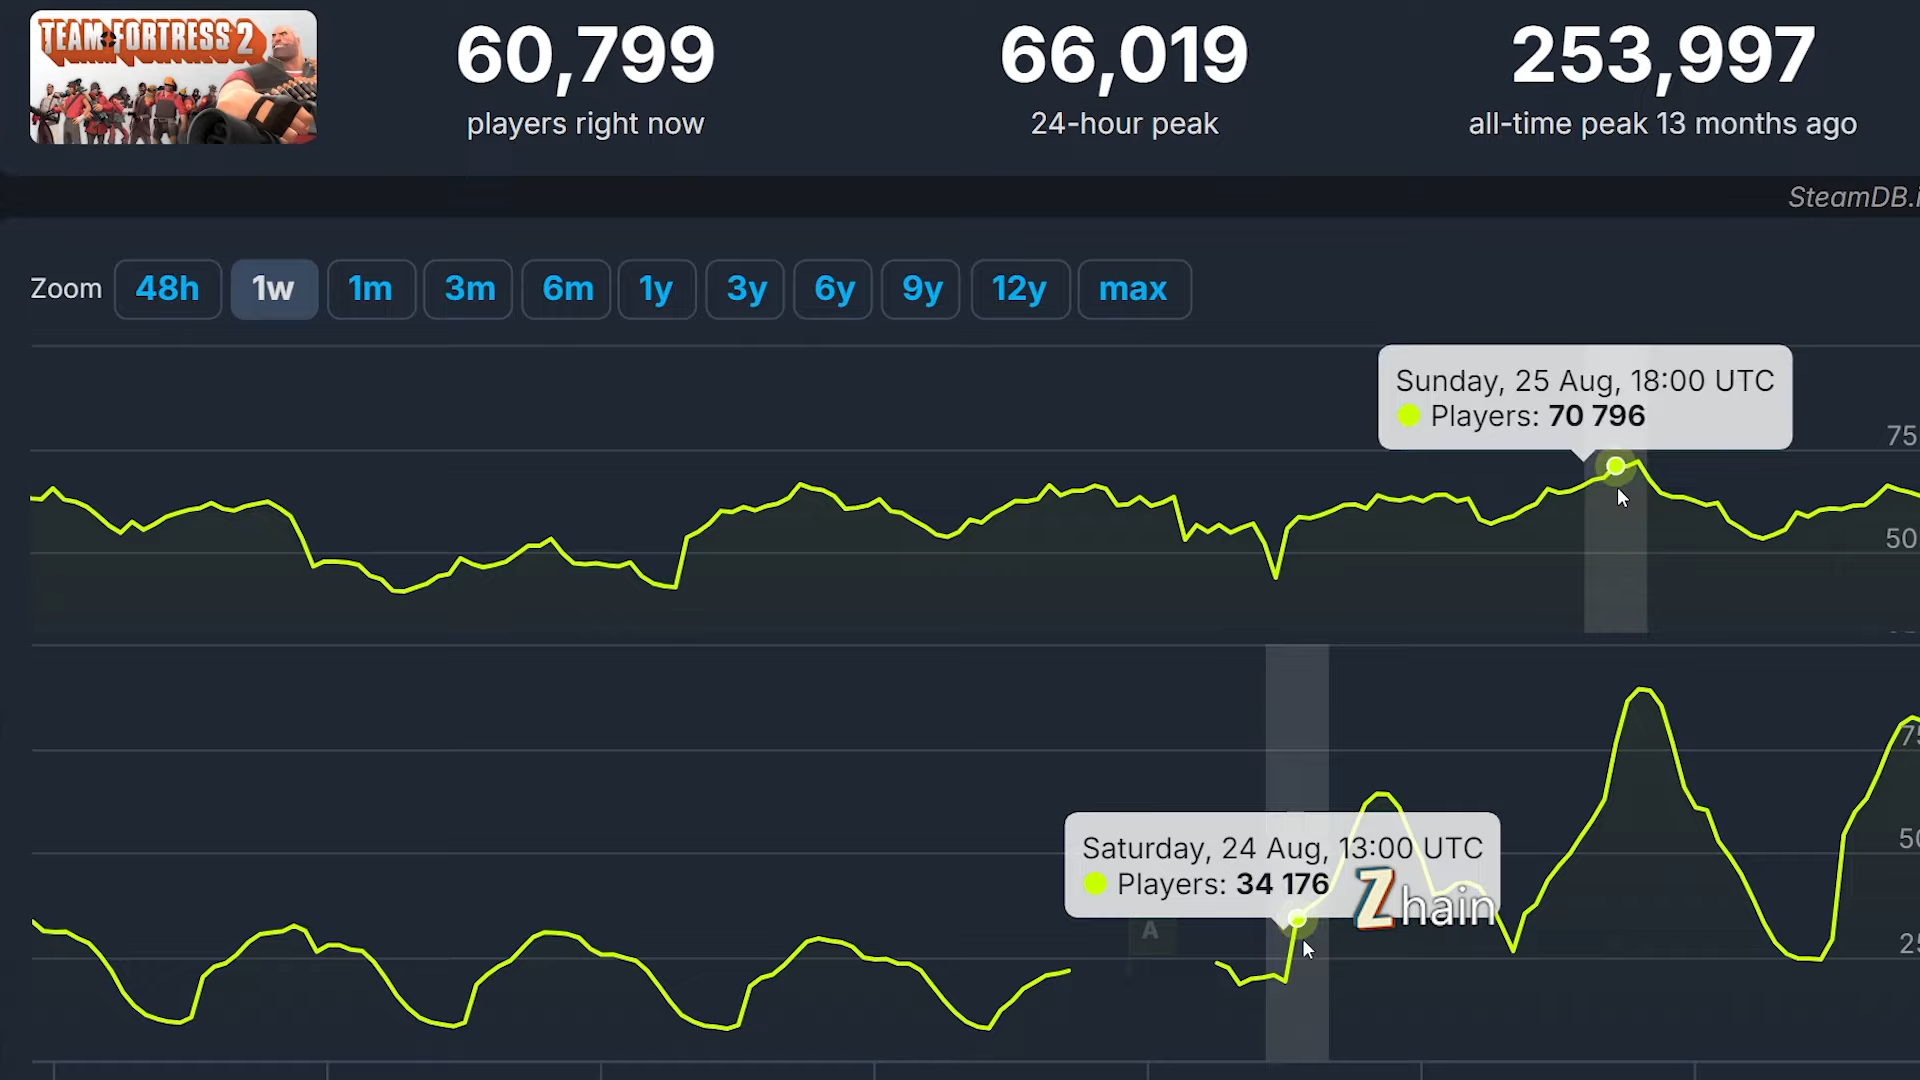 TEAM FORTRESS 2
60,799
players right now
66,019
24-hour peak
253,997
all-time peak 13 months ago
SteamDB.i
Zoom 48h 1w 1m 3m 6m 1y 3y 6y 9y 12y max
Sunday, 25 Aug, 18:00 UTC
Players: 70 796
75
50
Saturday, 24 Aug, 13:00 UTC
Players: 34 176
Zhain
A
75
50
25